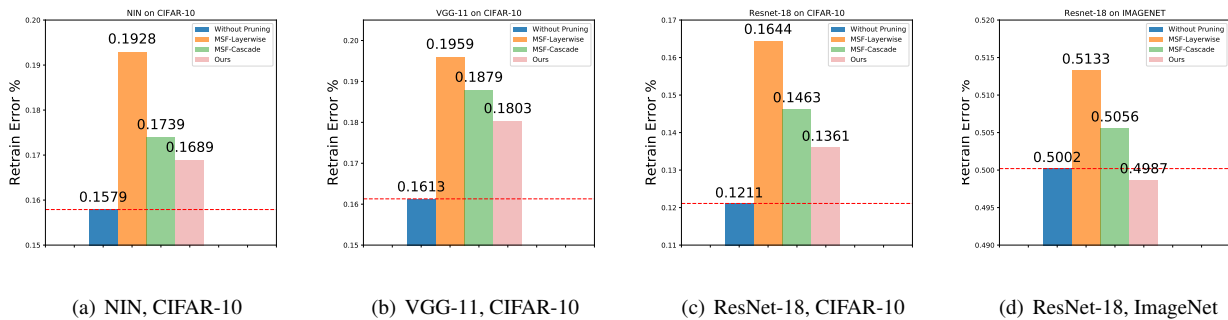 NIN on CIFAR-10
Retrain Error %
0.20
0.19
0.18
0.17
0.16
0.15
0.1579
0.1928
0.1739
0.1689
Without Pruning
MSF-Layerwise
MSF-Cascade
Ours
(a) NIN, CIFAR-10
VGG-11 on CIFAR-10
Retrain Error %
0.20
0.19
0.18
0.17
0.16
0.15
0.1613
0.1959
0.1879
0.1803
Without Pruning
MSF-Layerwise
MSF-Cascade
Ours
(b) VGG-11, CIFAR-10
Resnet-18 on CIFAR-10
Retrain Error %
0.17
0.16
0.15
0.14
0.13
0.12
0.11
0.1211
0.1644
0.1463
0.1361
Without Pruning
MSF-Layerwise
MSF-Cascade
Ours
(c) ResNet-18, CIFAR-10
Resnet-18 on IMAGENET
Retrain Error %
0.520
0.515
0.510
0.505
0.500
0.495
0.490
0.5002
0.5133
0.5056
0.4987
Without Pruning
MSF-Layerwise
MSF-Cascade
Ours
(d) ResNet-18, ImageNet